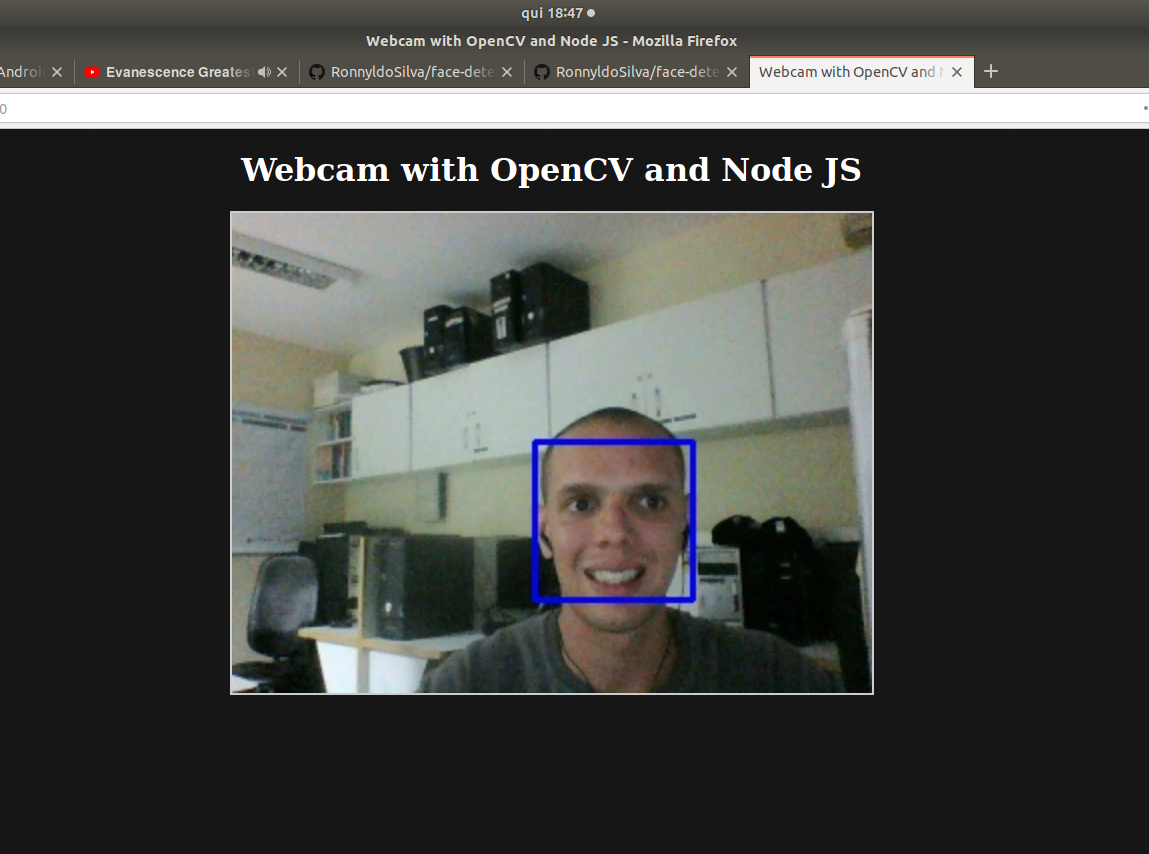 qui 18:47
Webcam with OpenCV and Node JS - Mozilla Firefox
Androi
Evanescence Greates
RonnyldoSilva/face-dete
RonnyldoSilva/face-dete
Webcam with OpenCV and N
0
Webcam with OpenCV and Node JS